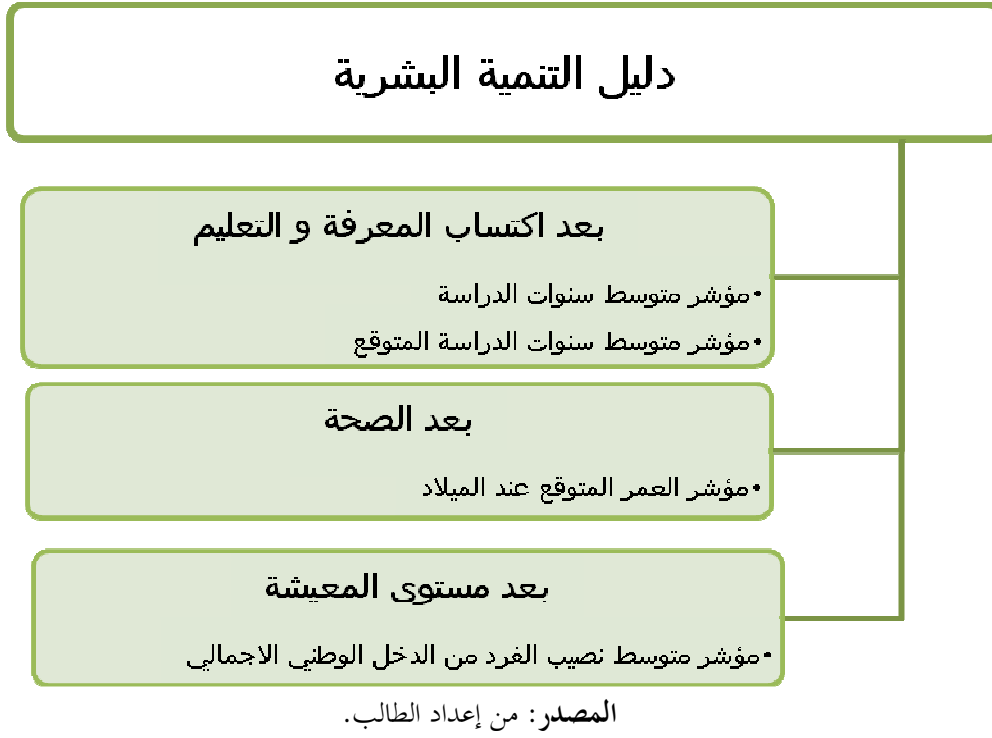 دليل التنمية البشرية
بعد اكتساب المعرفة و التعليم
•مؤشر متوسط سنوات الدراسة
•مؤشر متوسط سنوات الدراسة المتوقع
بعد الصحة
•مؤشر العمر المتوقع عند الميلاد
بعد مستوى المعيشة
•مؤشر متوسط نصيب الفرد من الدخل الوطني الاجمالي
المصدر: من إعداد الطالب.